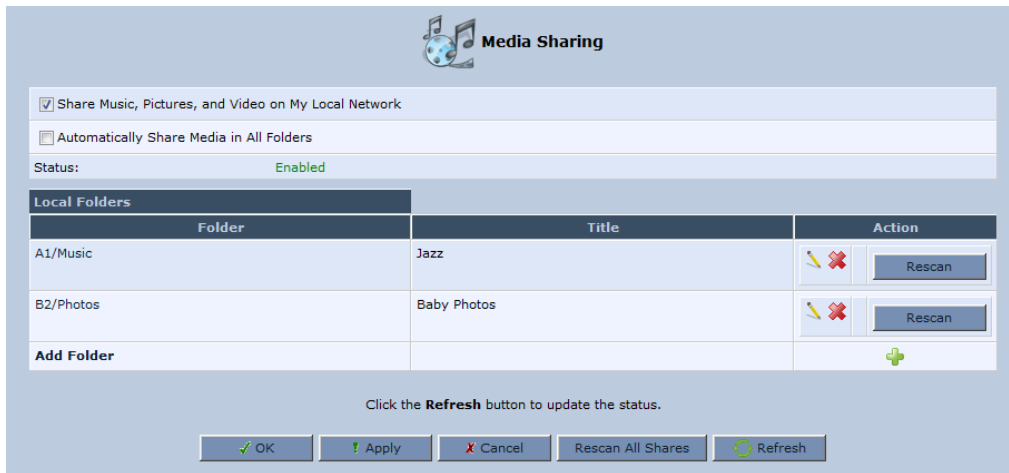 Media Sharing
Share Music, Pictures, and Video on My Local Network
Automatically Share Media in All Folders
Status: Enabled
Local Folders
Folder Title Action
A1/Music Jazz Rescan
B2/Photos Baby Photos Rescan
Add Folder
Click the Refresh button to update the status.
OK Apply Cancel Rescan All Shares Refresh